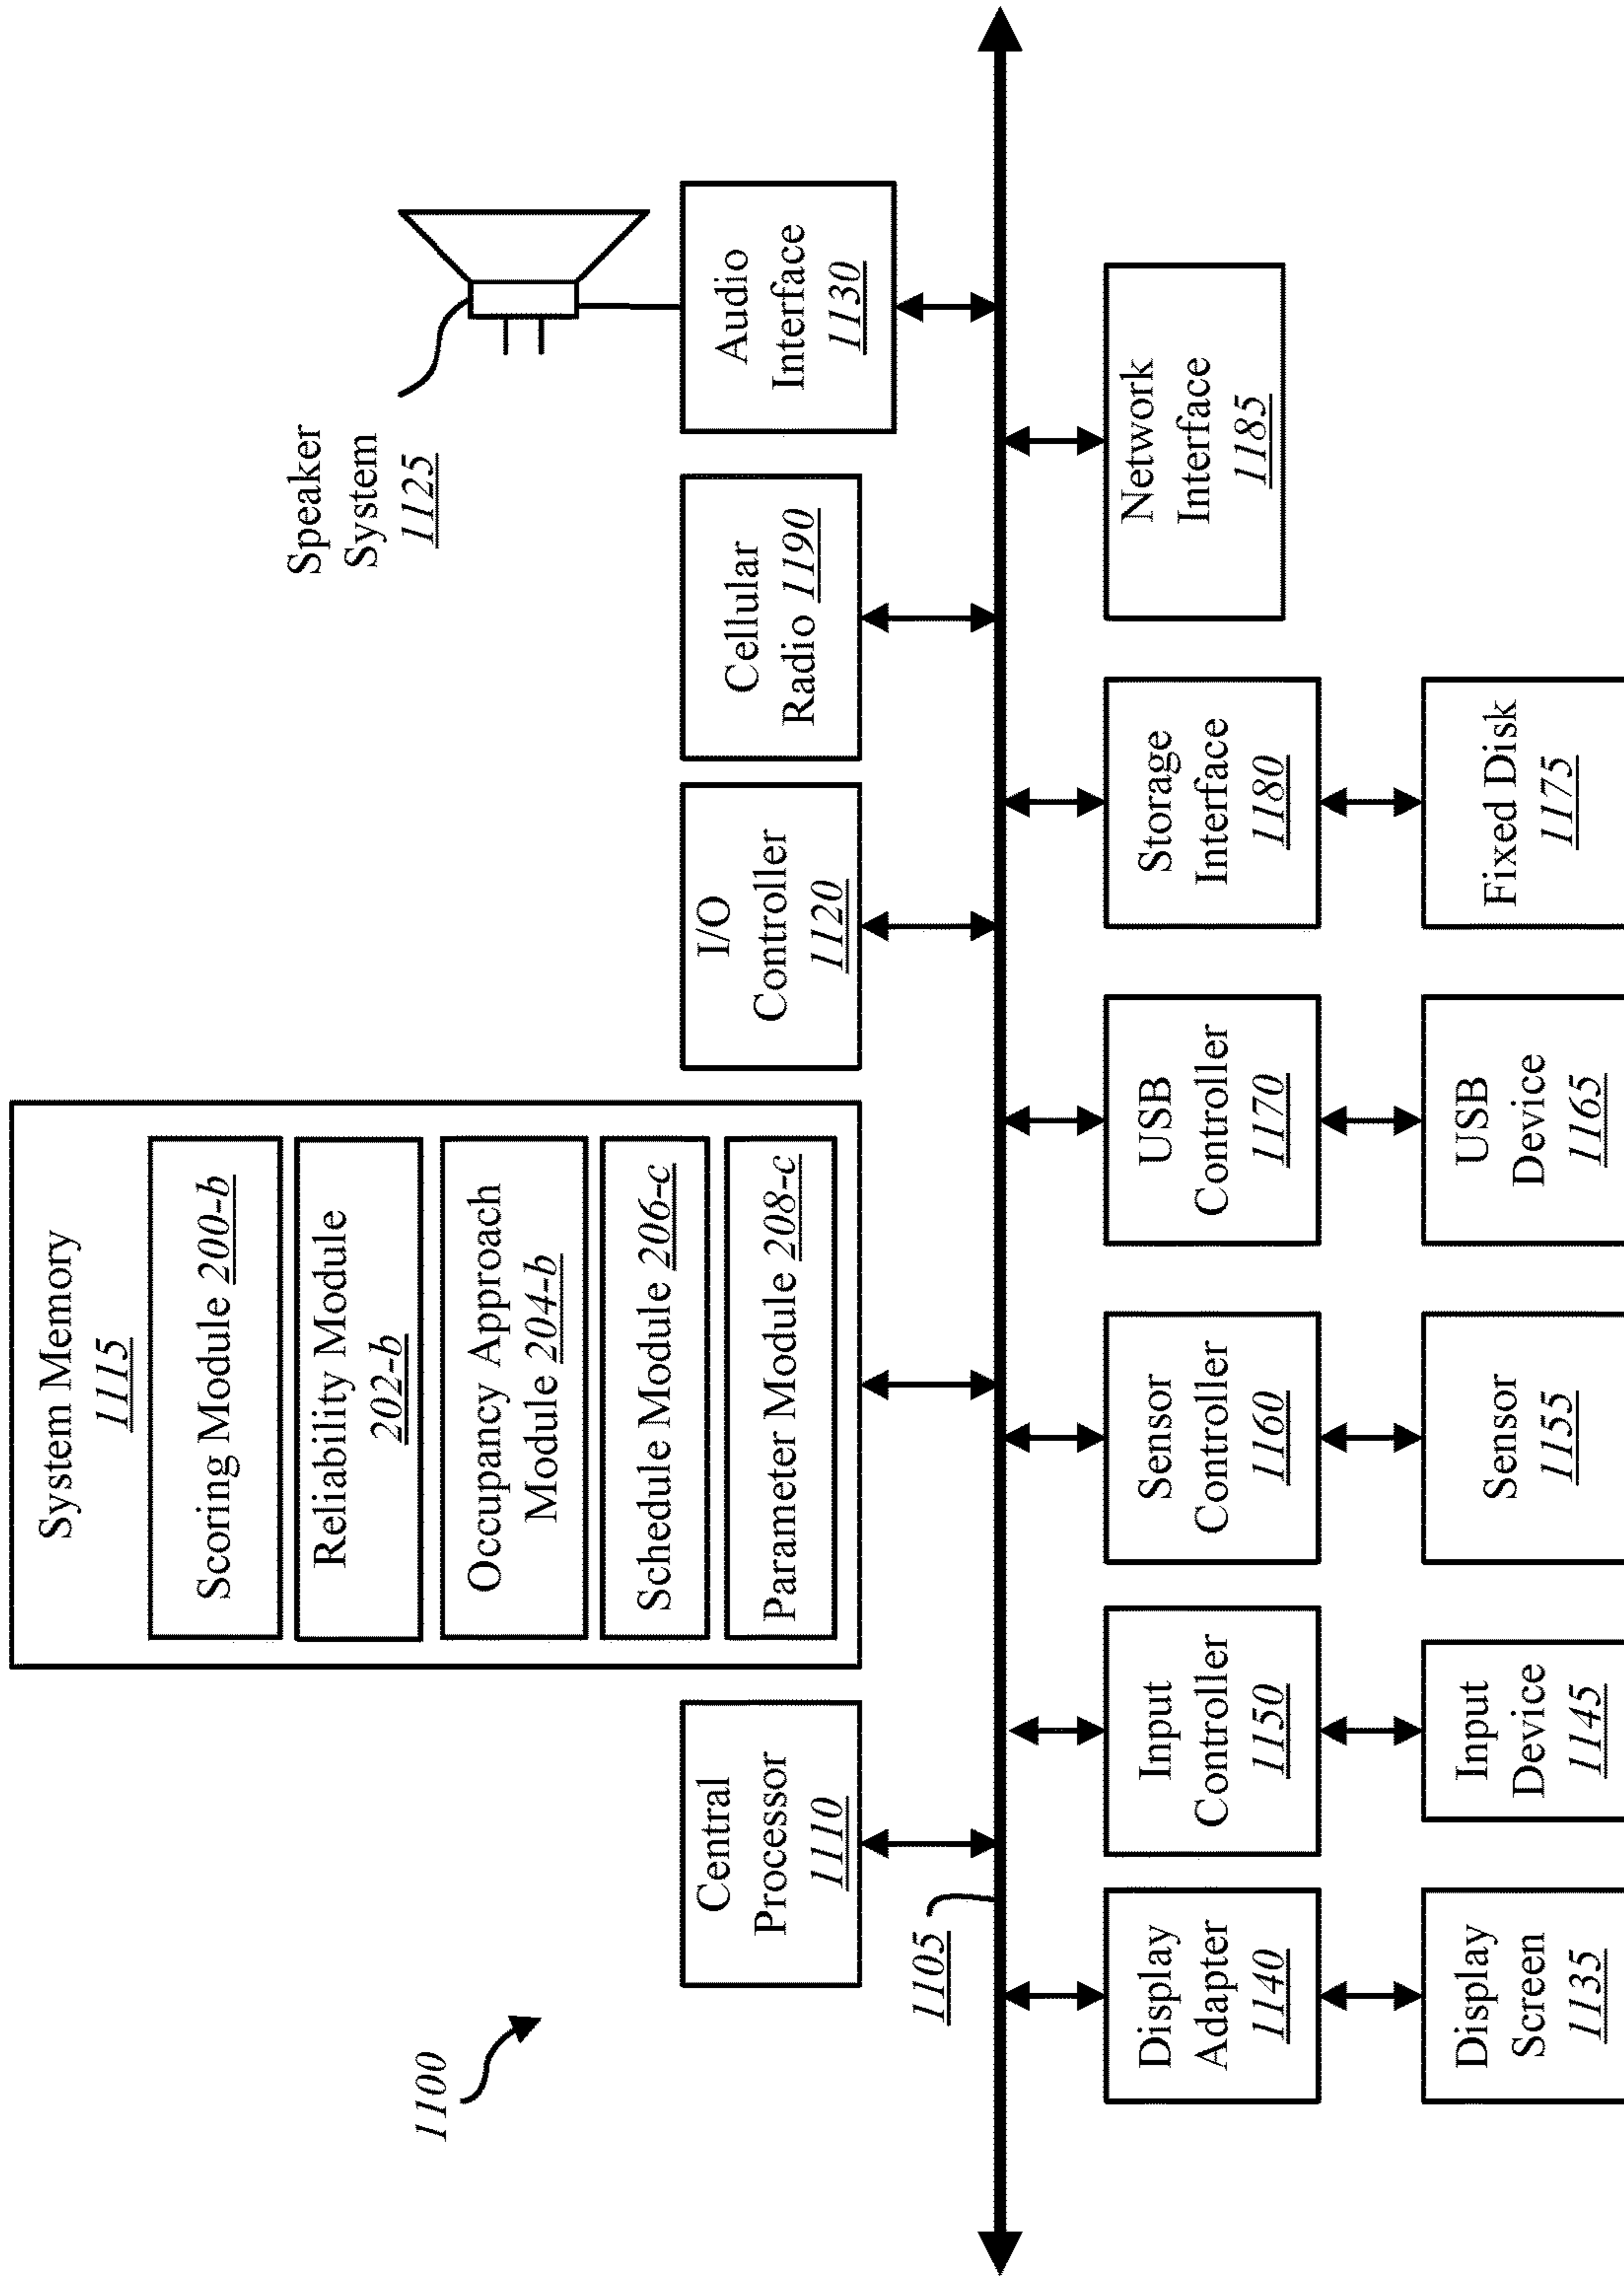 1100
System Memory
1115
Scoring Module 200-b
Reliability Module
202-b
Occupancy Approach
Module 204-b
Schedule Module 206-c
Parameter Module 208-c
Speaker
System
1125
Central
Processor
1110
I/O
Controller
1120
Cellular
Radio 1190
Audio
Interface
1130
1105
Display
Adapter
1140
Input
Controller
1150
Sensor
Controller
1160
USB
Controller
1170
Storage
Interface
1180
Network
Interface
1185
Display
Screen
1135
Input
Device
1145
Sensor
1155
USB
Device
1165
Fixed Disk
1175